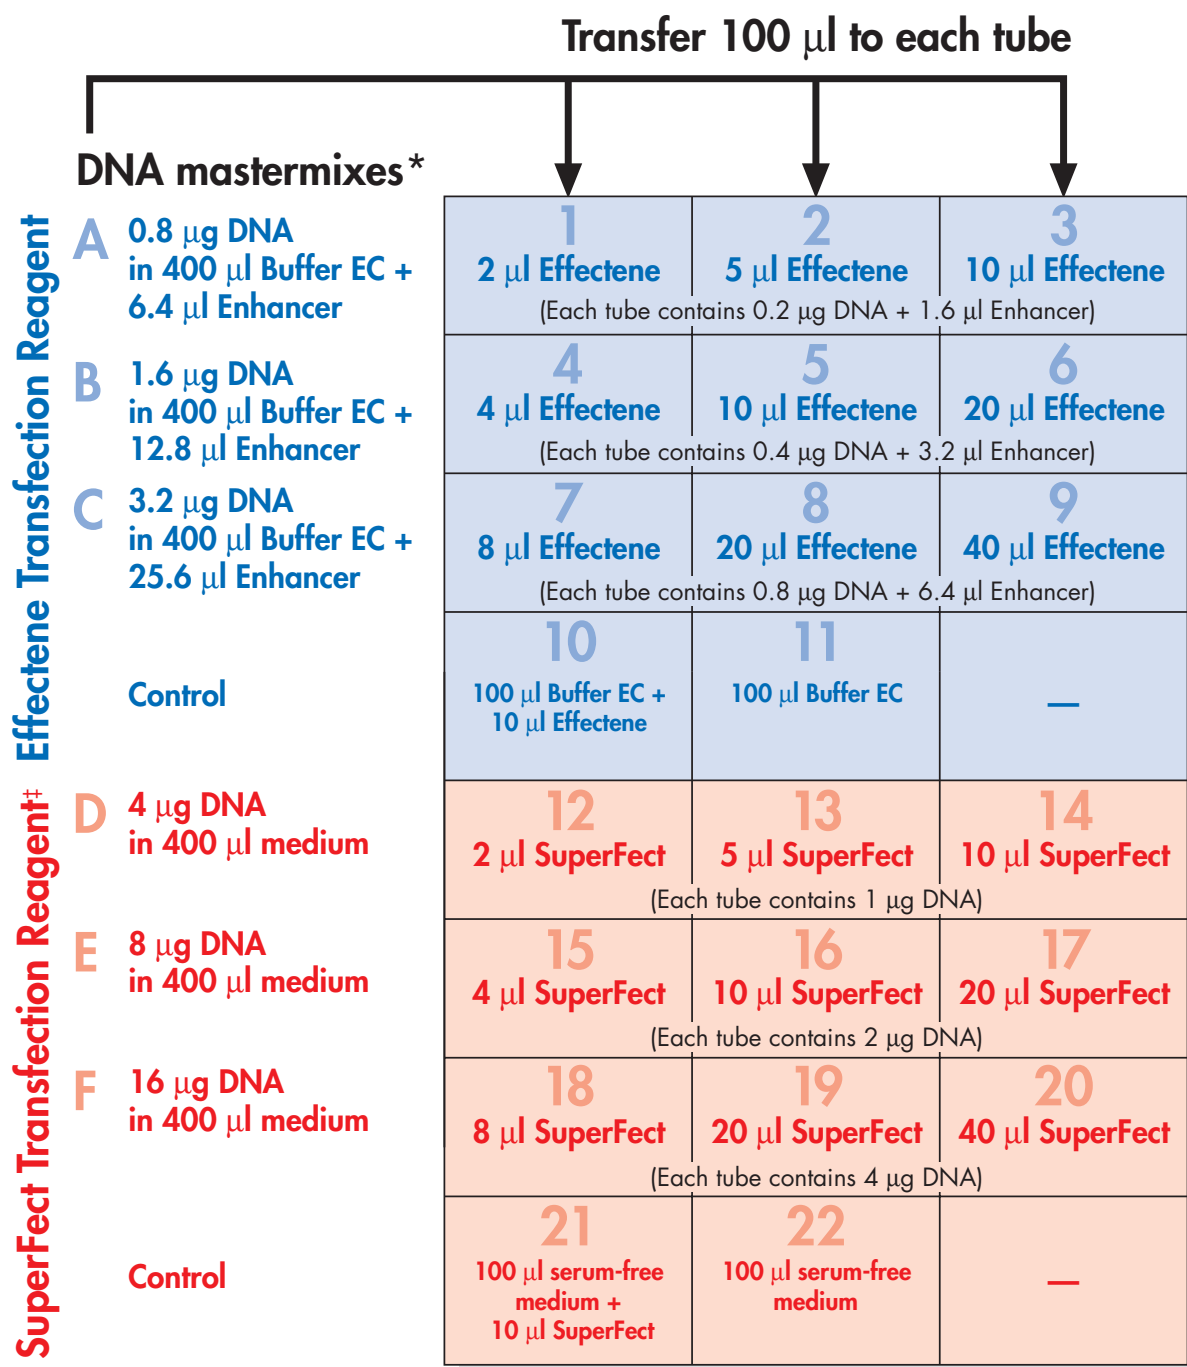 Transfer 100 μl to each tube
DNA mastermixes*
Effectene Transfection Reagent
A
0.8 μg DNA
in 400 μl Buffer EC +
6.4 μl Enhancer
1
2 μl Effectene
2
5 μl Effectene
3
10 μl Effectene
(Each tube contains 0.2 μg DNA + 1.6 μl Enhancer)
B
1.6 μg DNA
in 400 μl Buffer EC +
12.8 μl Enhancer
4
4 μl Effectene
5
10 μl Effectene
6
20 μl Effectene
(Each tube contains 0.4 μg DNA + 3.2 μl Enhancer)
C
3.2 μg DNA
in 400 μl Buffer EC +
25.6 μl Enhancer
7
8 μl Effectene
8
20 μl Effectene
9
40 μl Effectene
(Each tube contains 0.8 μg DNA + 6.4 μl Enhancer)
Control
10
100 μl Buffer EC +
10 μl Effectene
11
100 μl Buffer EC
—
SuperFect Transfection Reagent‡
D
4 μg DNA
in 400 μl medium
12
2 μl SuperFect
13
5 μl SuperFect
14
10 μl SuperFect
(Each tube contains 1 μg DNA)
E
8 μg DNA
in 400 μl medium
15
4 μl SuperFect
16
10 μl SuperFect
17
20 μl SuperFect
(Each tube contains 2 μg DNA)
F
16 μg DNA
in 400 μl medium
18
8 μl SuperFect
19
20 μl SuperFect
20
40 μl SuperFect
(Each tube contains 4 μg DNA)
Control
21
100 μl serum-free
medium +
10 μl SuperFect
22
100 μl serum-free
medium
—